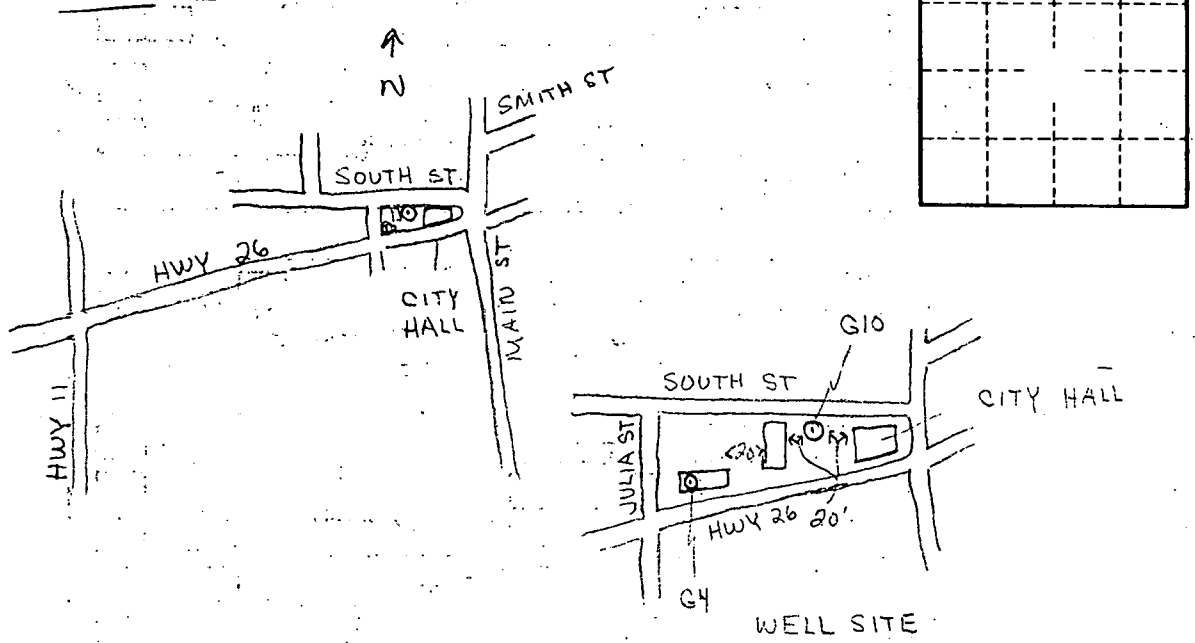 N
SMITH ST
SOUTH ST.
HWY 26
CITY
HALL
MAIN ST
HWY 11
G10
SOUTH ST
CITY HALL
JULIA ST
<20>
HWY 26 20'
G4
WELL SITE